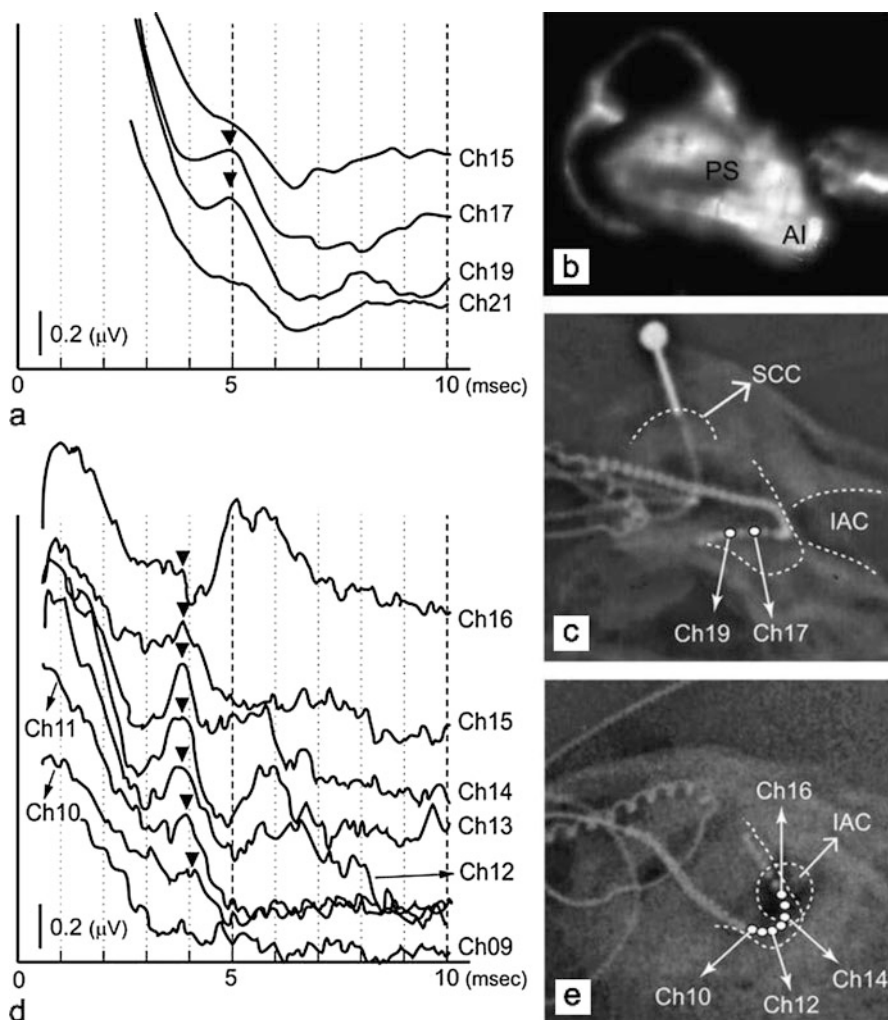 Ch15
Ch17
Ch19
Ch21
0.2 (μV)
0 5 10 (msec)
a
PS
AI
b
SCC
IAC
Ch19 Ch17
c
Ch16
Ch11
Ch15
Ch10
Ch14
Ch13
Ch12
0.2 (μV)
Ch09
0 5 10 (msec)
d
Ch16
IAC
Ch14
Ch10
Ch12
e